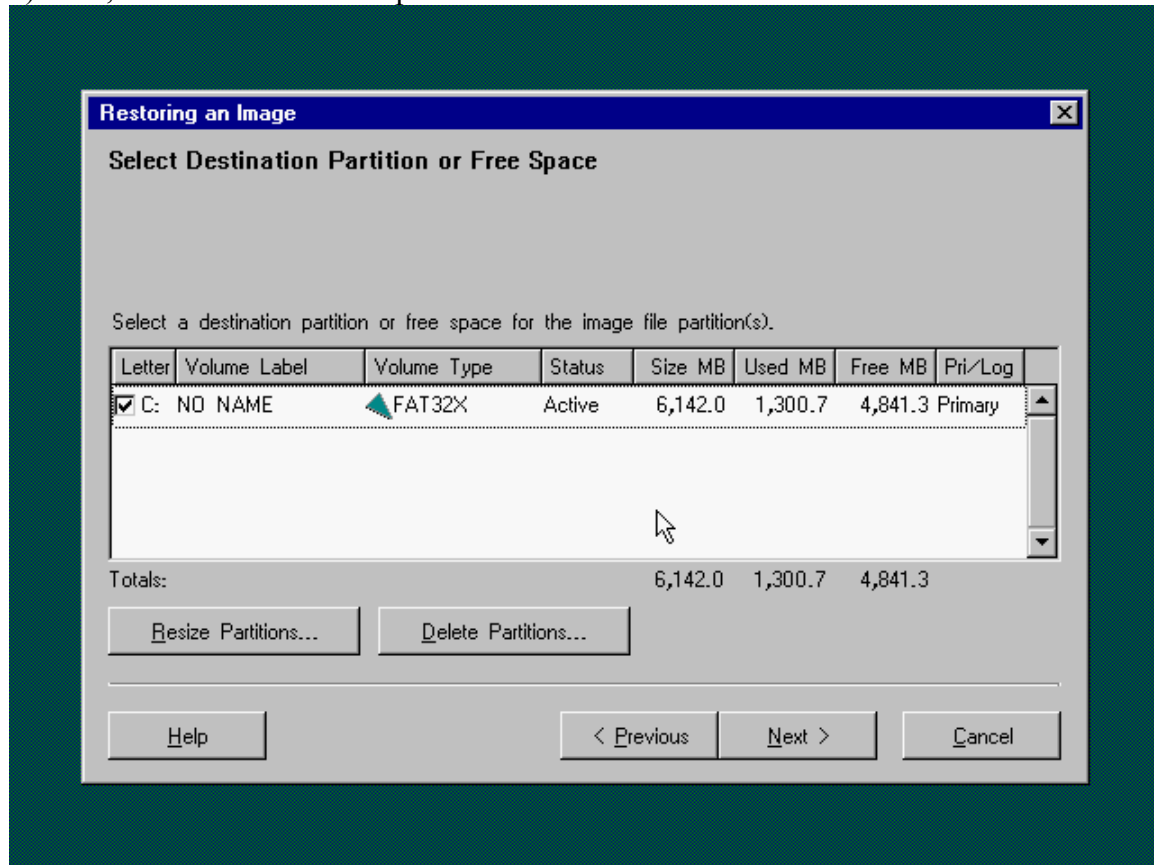 Restoring an Image
Select Destination Partition or Free Space
Select a destination partition or free space for the image file partition(s).
Letter Volume Label Volume Type Status Size MB Used MB Free MB Pri/Log
C: NO NAME FAT32X Active 6,142.0 1,300.7 4,841.3 Primary
Totals: 6,142.0 1,300.7 4,841.3
Resize Partitions... Delete Partitions...
Help < Previous Next > Cancel